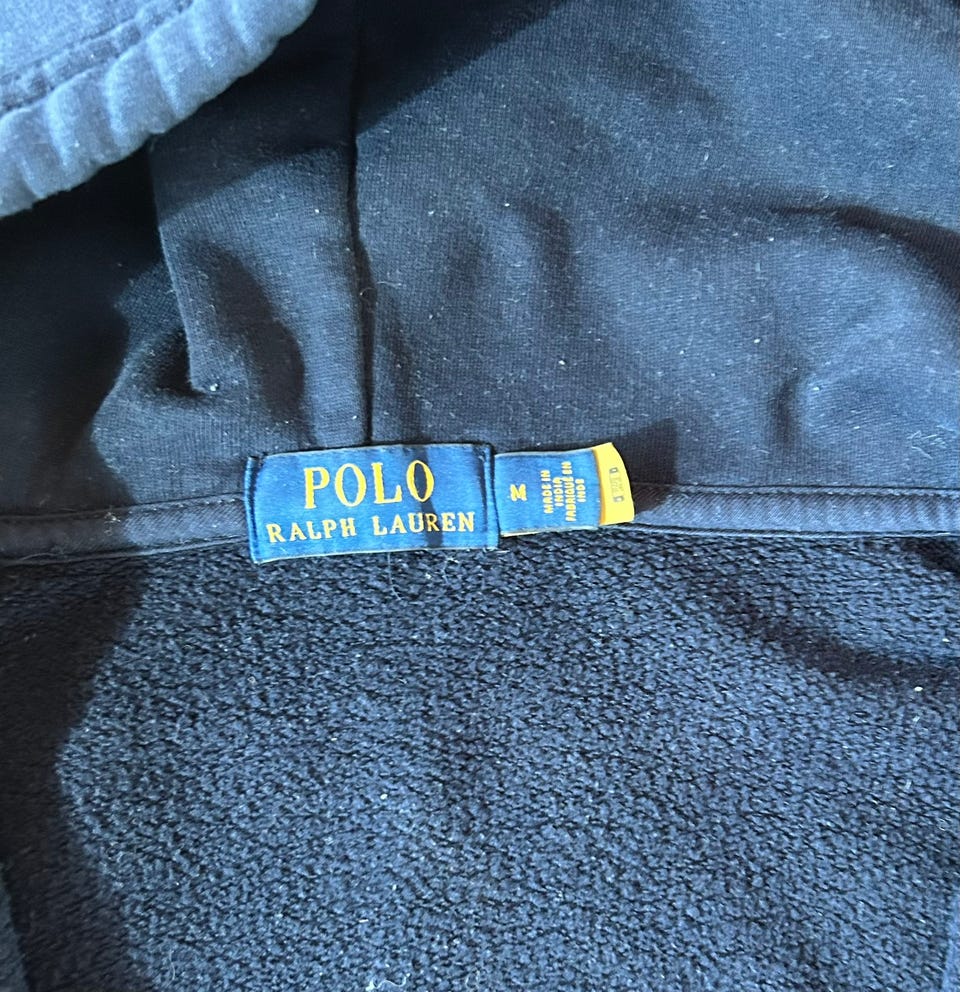 POLO
RALPH LAUREN
M
MADE IN
INDIA
FABRIQUÉ EN
INDE